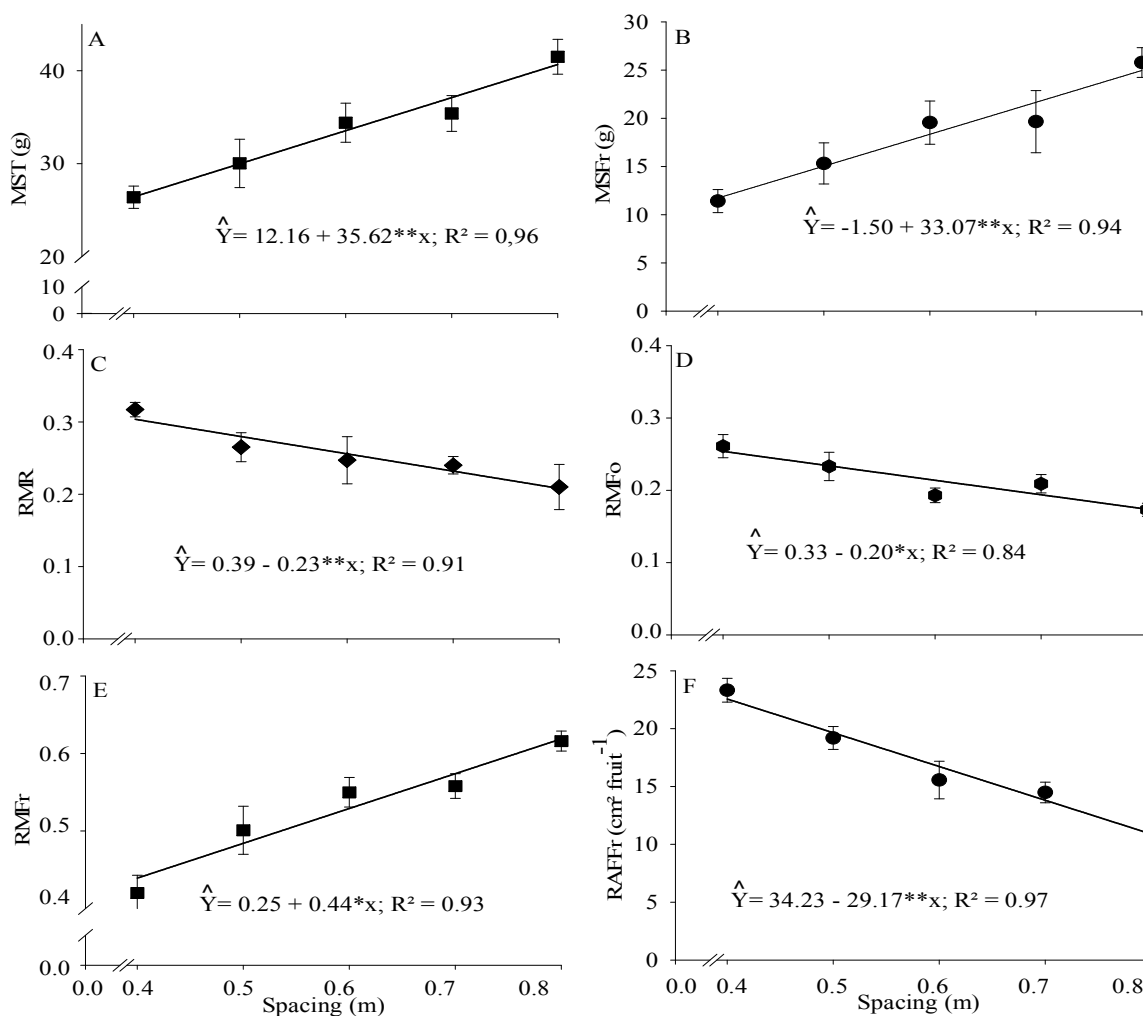 A
40
30
20
10
0
MST (g)
Ŷ= 12.16 + 35.62**x; R² = 0,96
B
30
25
20
15
10
5
0
MSFr (g)
Ŷ= -1.50 + 33.07**x; R² = 0.94
C
0.4
0.3
0.2
0.1
0.0
RMR
Ŷ= 0.39 - 0.23**x; R² = 0.91
D
0.4
0.3
0.2
0.1
0.0
RMFo
Ŷ= 0.33 - 0.20*x; R² = 0.84
E
0.7
0.6
0.5
0.4
0.0
RMFr
Ŷ= 0.25 + 0.44*x; R² = 0.93
0.0 0.4 0.5 0.6 0.7 0.8
Spacing (m)
F
25
20
15
10
5
0
RAFFr (cm² fruit⁻¹)
Ŷ= 34.23 - 29.17**x; R² = 0.97
0.0 0.4 0.5 0.6 0.7 0.8
Spacing (m)